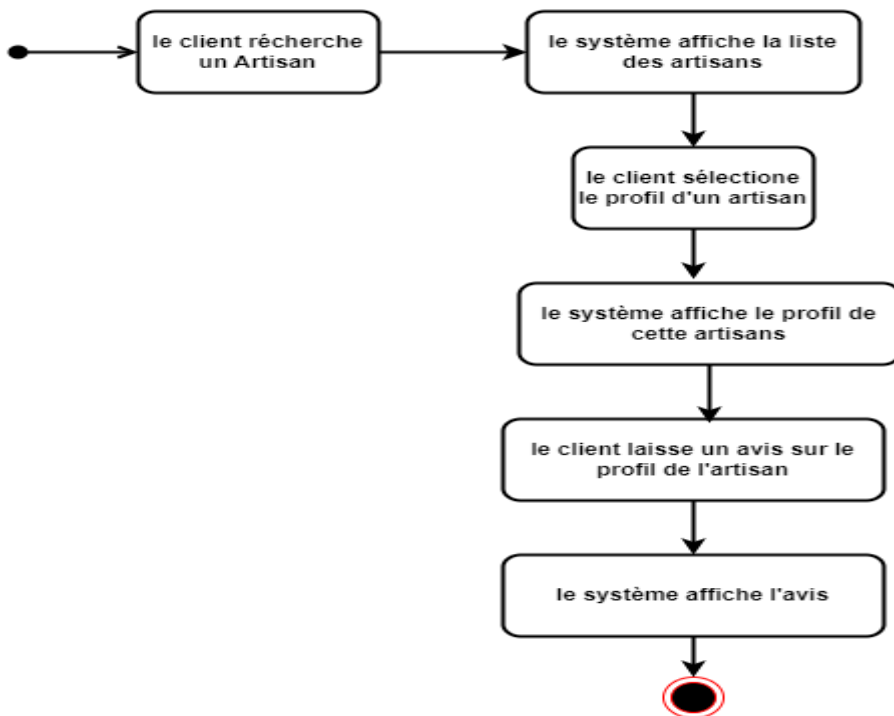 le client récherche
un Artisan
le système affiche la liste
des artisans
le client sélectione
le profil d'un artisan
le système affiche le profil de
cette artisans
le client laisse un avis sur le
profil de l'artisan
le système affiche l'avis